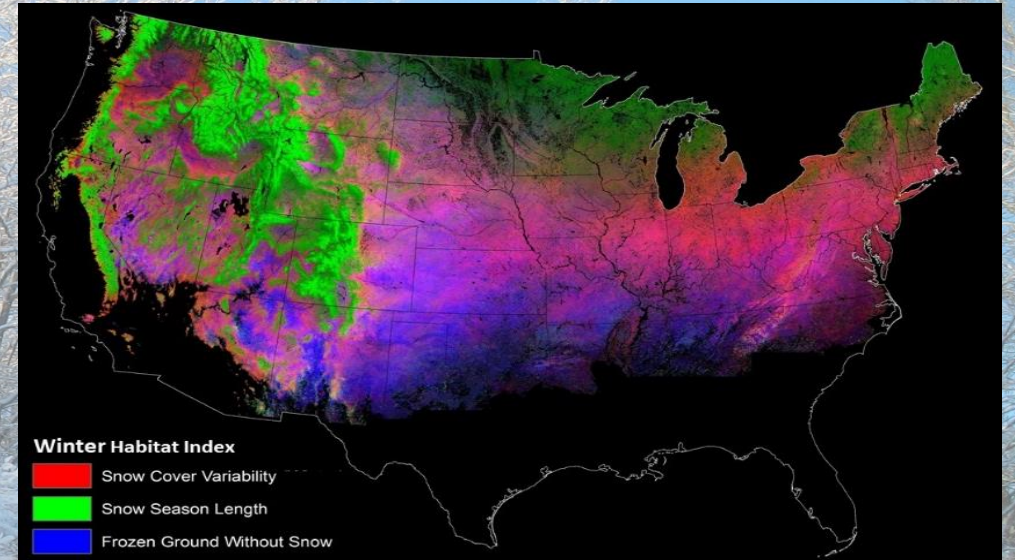 Winter Habitat Index
Snow Cover Variability
Snow Season Length
Frozen Ground Without Snow